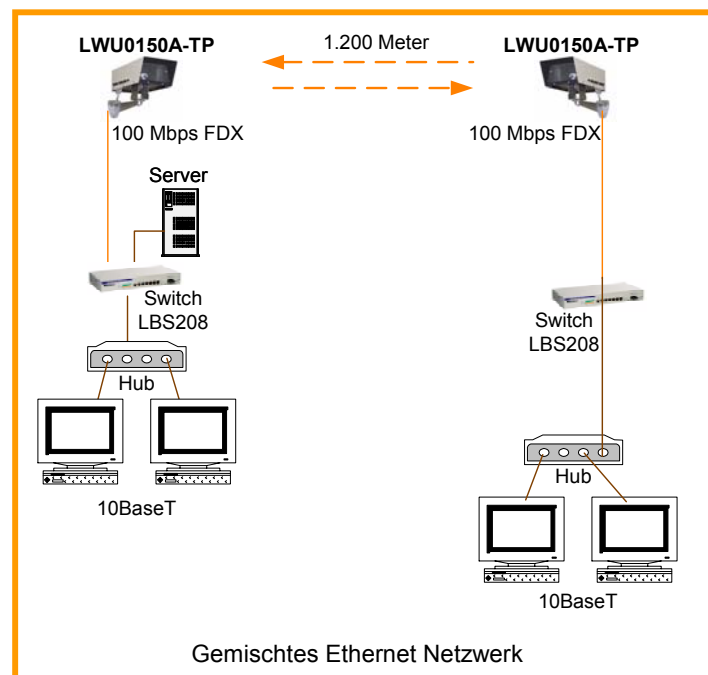 LWU0150A-TP
1.200 Meter
LWU0150A-TP
100 Mbps FDX
100 Mbps FDX
Server
Switch
LBS208
Switch
LBS208
Hub
Hub
10BaseT
10BaseT
Gemischtes Ethernet Netzwerk